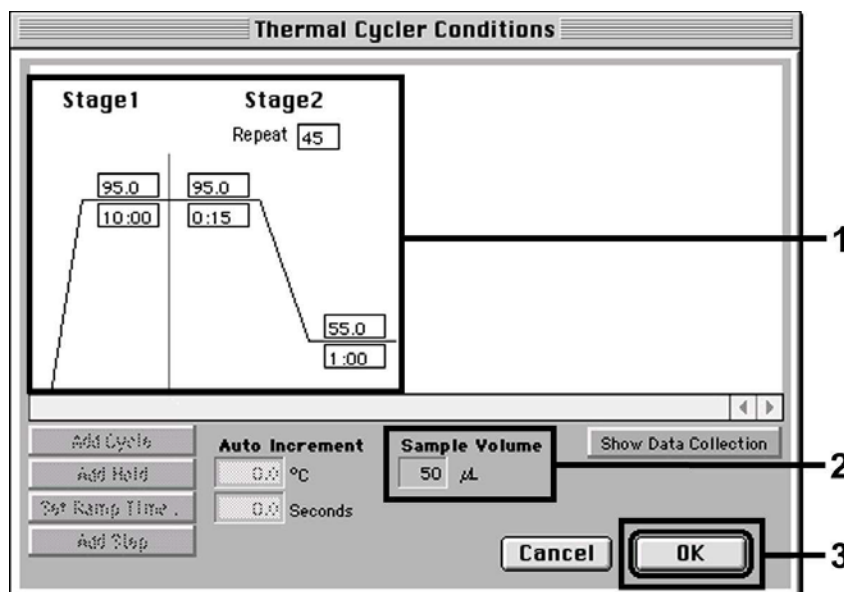 Thermal Cycler Conditions
Stage1 Stage2
Repeat 45
95.0 95.0
10:00 0:15
1
55.0
1:00
Add Cycle
Auto Increment Sample Volume Show Data Collection
Add Hold 0.0 °C 50 µL
2
Set Ramp Time. 0.0 Seconds
Add Step
Cancel OK
3